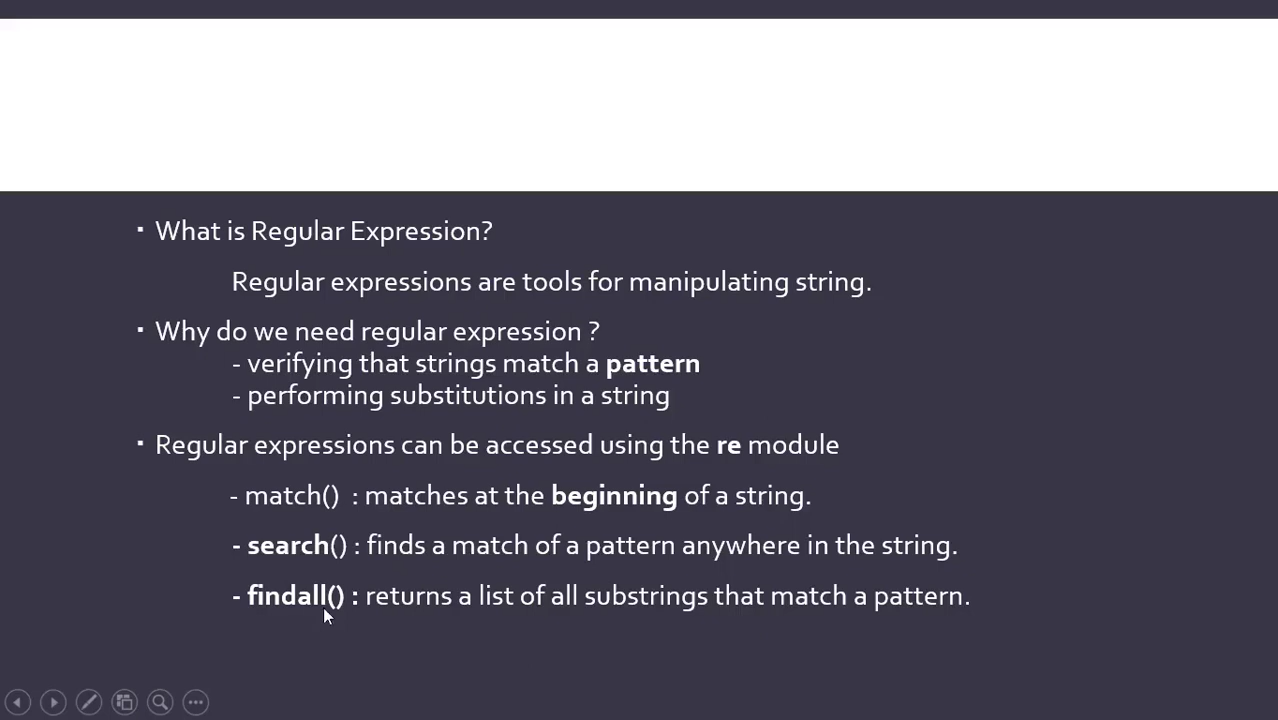 ▪ What is Regular Expression?
Regular expressions are tools for manipulating string.
▪ Why do we need regular expression ?
- verifying that strings match a pattern
- performing substitutions in a string
▪ Regular expressions can be accessed using the re module
- match()  : matches at the beginning of a string.
- search() : finds a match of a pattern anywhere in the string.
- findall() : returns a list of all substrings that match a pattern.